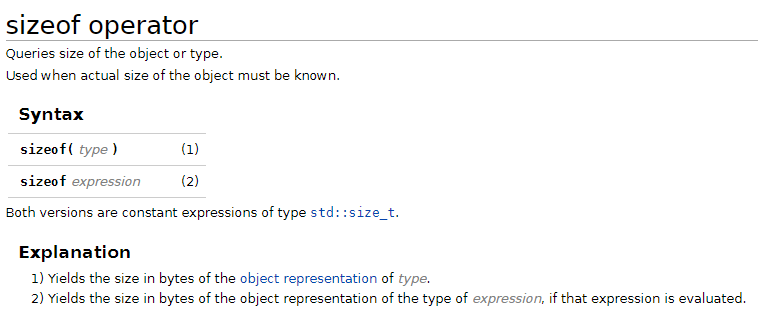 sizeof operator
Queries size of the object or type.
Used when actual size of the object must be known.
Syntax
sizeof( type ) (1)
sizeof expression (2)
Both versions are constant expressions of type std::size_t.
Explanation
1) Yields the size in bytes of the object representation of type.
2) Yields the size in bytes of the object representation of the type of expression, if that expression is evaluated.